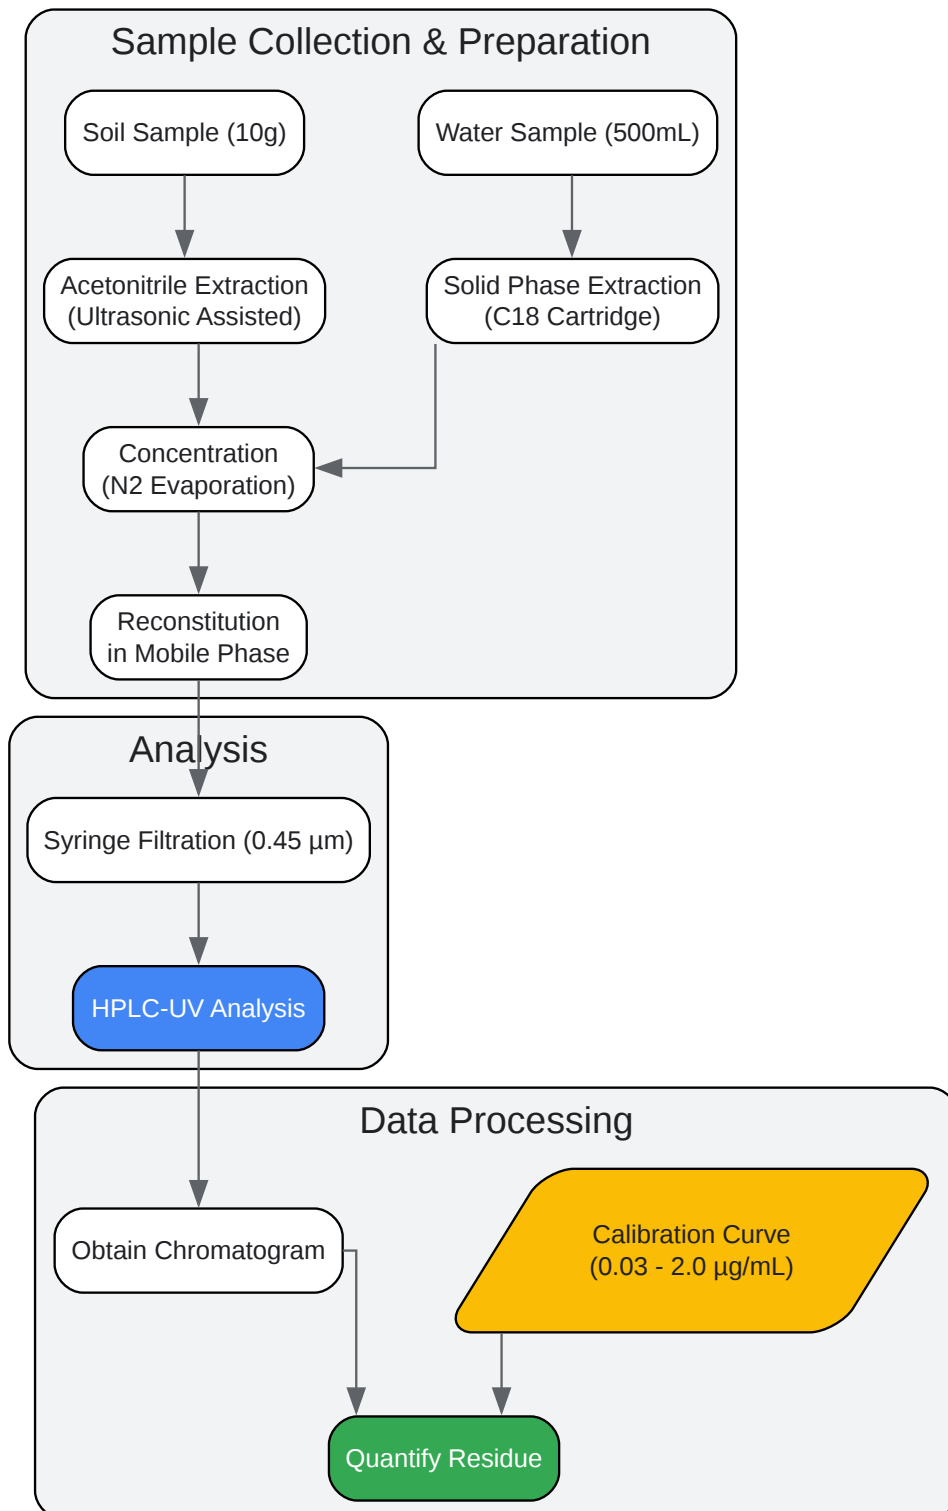 Sample Collection & Preparation
Soil Sample (10g)
Water Sample (500mL)
Acetonitrile Extraction
(Ultrasonic Assisted)
Solid Phase Extraction
(C18 Cartridge)
Concentration
(N2 Evaporation)
Reconstitution
in Mobile Phase
Analysis
Syringe Filtration (0.45 µm)
HPLC-UV Analysis
Data Processing
Obtain Chromatogram
Calibration Curve
(0.03 - 2.0 µg/mL)
Quantify Residue